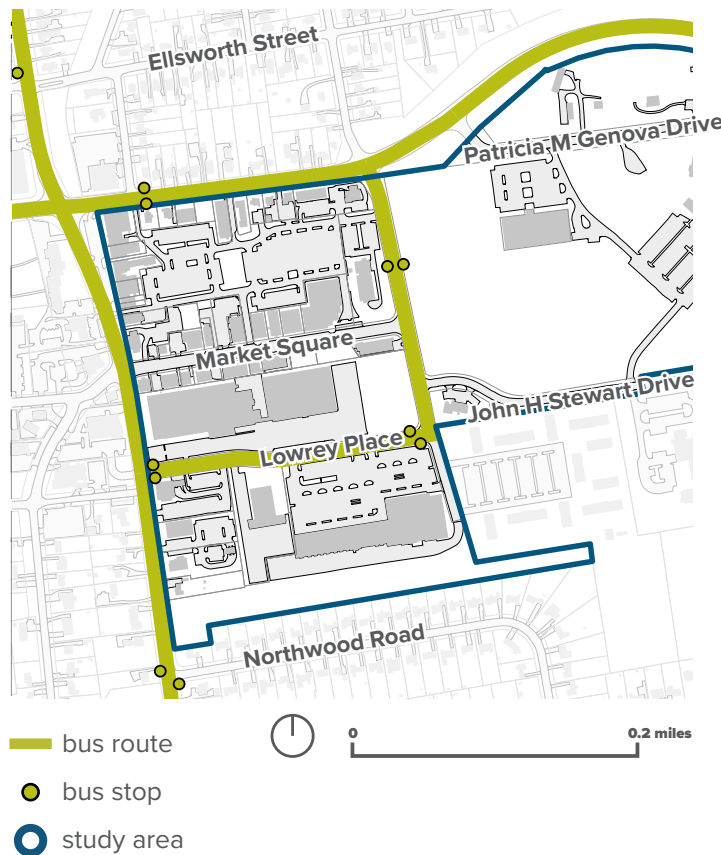 Ellsworth Street
Patricia M Genova Drive
Market Square
John H Stewart Drive
Lowrey Place
Northwood Road
bus route
0
0.2 miles
bus stop
study area